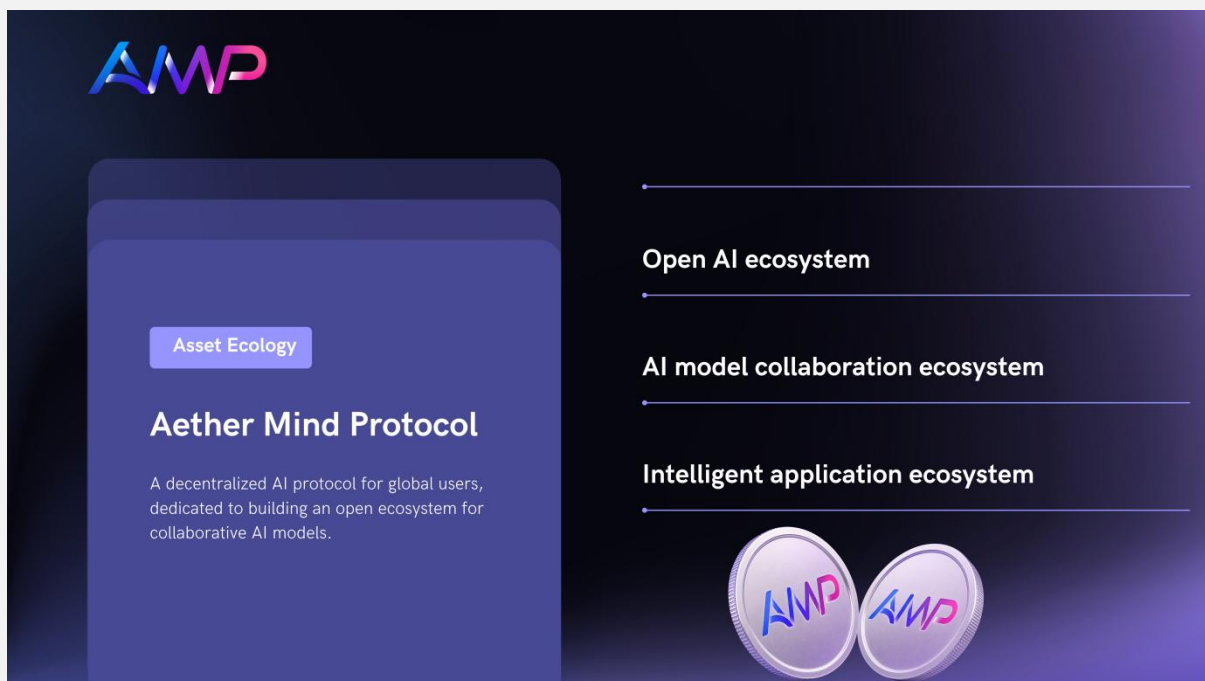 AMP
Asset Ecology
Aether Mind Protocol
A decentralized AI protocol for global users,
dedicated to building an open ecosystem for
collaborative AI models.
Open AI ecosystem
AI model collaboration ecosystem
Intelligent application ecosystem
AMP
AMP